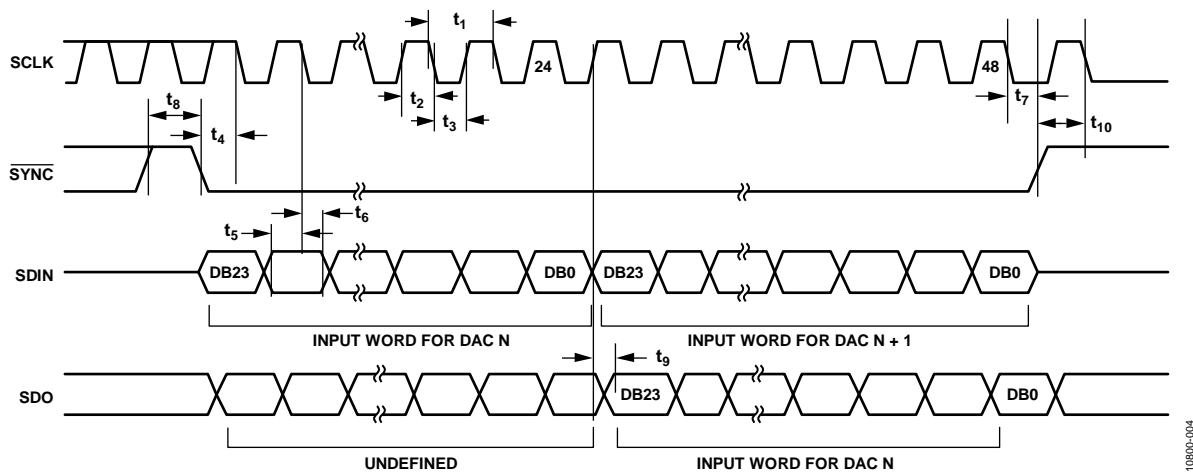 t1
SCLK
24
48
t2
t3
t7
t8
t4
t10
SYNC
t6
t5
SDIN
DB23
DB0
DB23
DB0
INPUT WORD FOR DAC N
INPUT WORD FOR DAC N + 1
t9
SDO
DB23
DB0
UNDEFINED
INPUT WORD FOR DAC N
10800-004